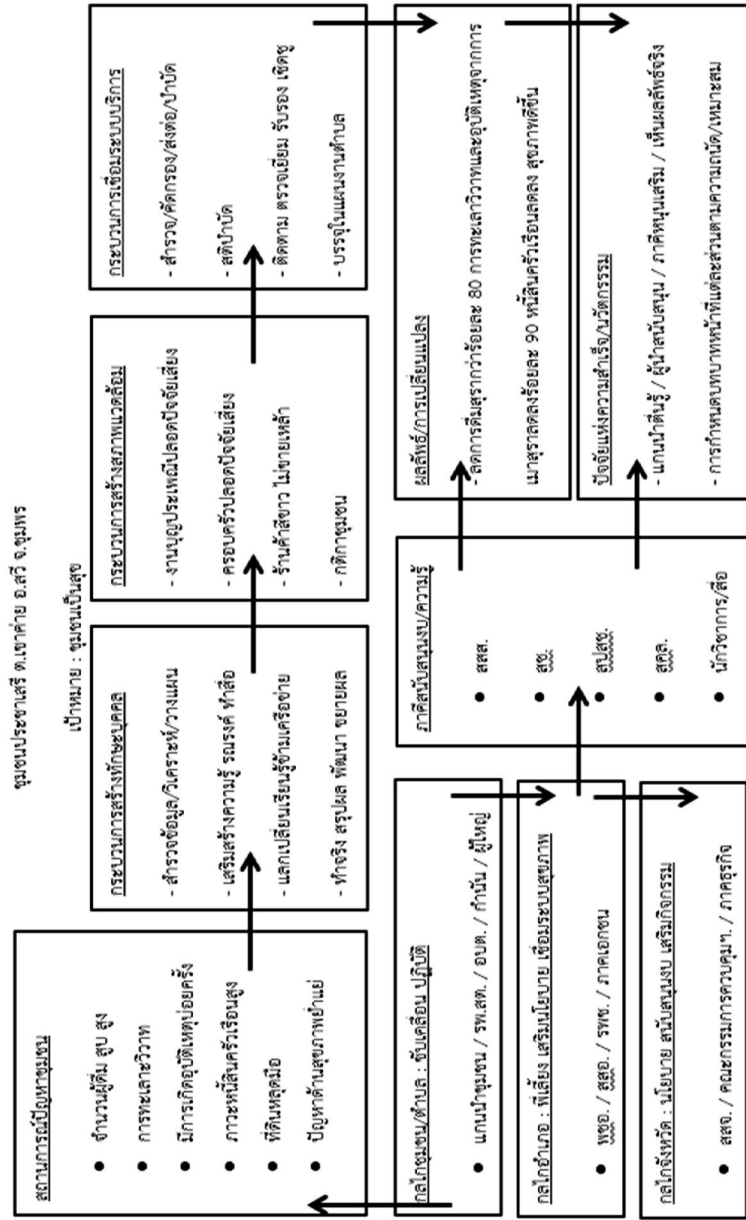 ชุมชนประชาเสรี ต.เขาค่าย อ.สวี จ.ชุมพร
เป้าหมาย : ชุมชนเป็นสุข
สถานการณ์ปัญหาชุมชน
● จำนวนผู้ดื่ม สูบ สูง
● การทะเลาะวิวาท
● มีการเกิดอุบัติเหตุบ่อยครั้ง
● ภาวะหนี้สินครัวเรือนสูง
● ที่ดินหลุดมือ
● ปัญหาด้านสุขภาพย่ำแย่
กระบวนการสร้างทักษะบุคคล
- สำรวจข้อมูล/วิเคราะห์/วางแผน
- เสริมสร้างความรู้ รณรงค์ ทำสื่อ
- แลกเปลี่ยนเรียนรู้ข้ามเครือข่าย
- ทำจริง สรุปผล พัฒนา ขยายผล
กระบวนการสร้างสภาพแวดล้อม
- งานบุญประเพณีปลอดปัจจัยเสี่ยง
- ครอบครัวปลอดปัจจัยเสี่ยง
- ร้านค้าสีขาว ไม่ขายเหล้า
- กติกาชุมชน
กระบวนการเชื่อมระบบบริการ
- สำรวจ/คัดกรอง/ส่งต่อ/บำบัด
- สติบำบัด
- ติดตาม ตรวจเยี่ยม รับรอง เชิดชู
- บรรจุในแผนงานตำบล
กลไกชุมชน/ตำบล : ขับเคลื่อน ปฏิบัติ
● แกนนำชุมชน / รพ.สต. / อบต. / กำนัน / ผู้ใหญ่
กลไกอำเภอ : พี่เลี้ยง เสริมนโยบาย เชื่อมระบบสุขภาพ
● พชอ. / สสอ. / รพช. / ภาคเอกชน
กลไกจังหวัด : นโยบาย สนับสนุนงบ เสริมกิจกรรม
● สสจ. / คณะกรรมการควบคุมฯ. / ภาคธุรกิจ
ภาคีสนับสนุนงบ/ความรู้
● สสส.
● สช.
● สปสช.
● สคล.
● นักวิชาการ/สื่อ
ผลลัพธ์/การเปลี่ยนแปลง
- ลดการดื่มสุรากว่าร้อยละ 80 การทะเลาวิวาทและอุบัติเหตุจากการ
เมาสุราลดลงร้อยละ 90 หนี้สินครัวเรือนลดลง สุขภาพดีขึ้น
ปัจจัยแห่งความสำเร็จ/นวัตกรรรม
- แกนนำตื่นรู้ / ผู้นำสนับสนุน / ภาคีหนุนเสริม / เห็นผลลัพธ์จริง
- การกำหนดบทบาทหน้าที่แต่ละส่วนตามความถนัด/เหมาะสม